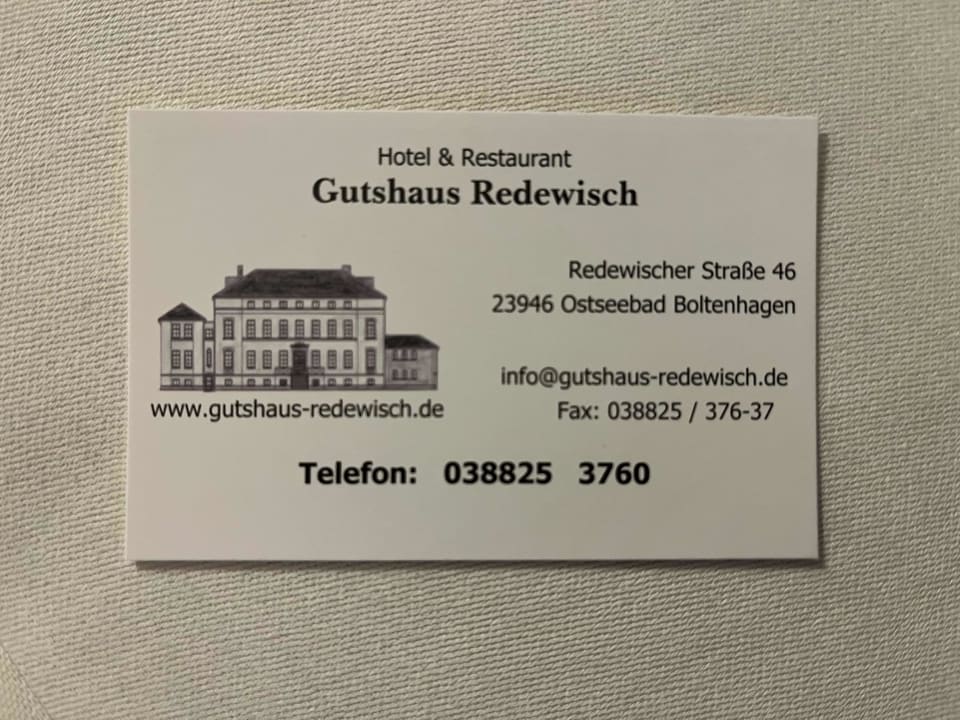 Hotel & Restaurant
Gutshaus Redewisch
Redewischer Straße 46
23946 Ostseebad Boltenhagen
info@gutshaus-redewisch.de
www.gutshaus-redewisch.de
Fax: 038825 / 376-37
Telefon: 038825 3760